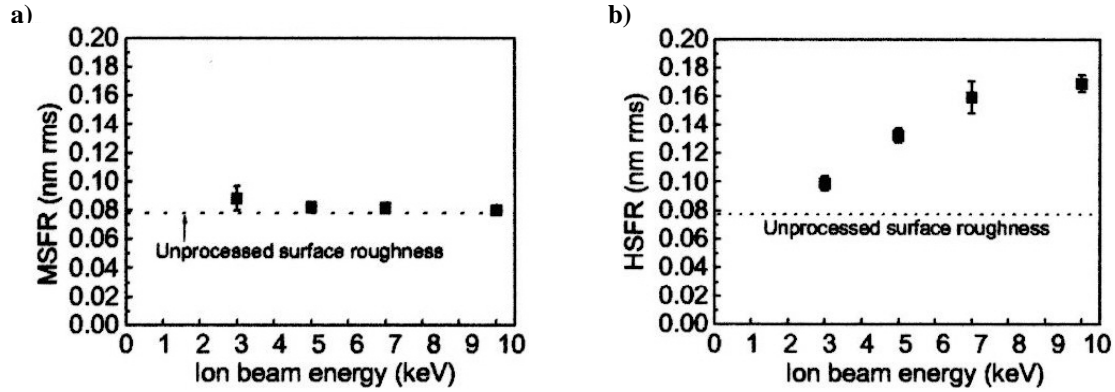 a)
0.20
0.18
0.16
0.14
0.12
0.10
0.08
0.06
0.04
0.02
0.00
MSFR (nm rms)
Unprocessed surface roughness
0 1 2 3 4 5 6 7 8 9 10
Ion beam energy (keV)
b)
0.20
0.18
0.16
0.14
0.12
0.10
0.08
0.06
0.04
0.02
0.00
HSFR (nm rms)
Unprocessed surface roughness
0 1 2 3 4 5 6 7 8 9 10
Ion beam energy (keV)